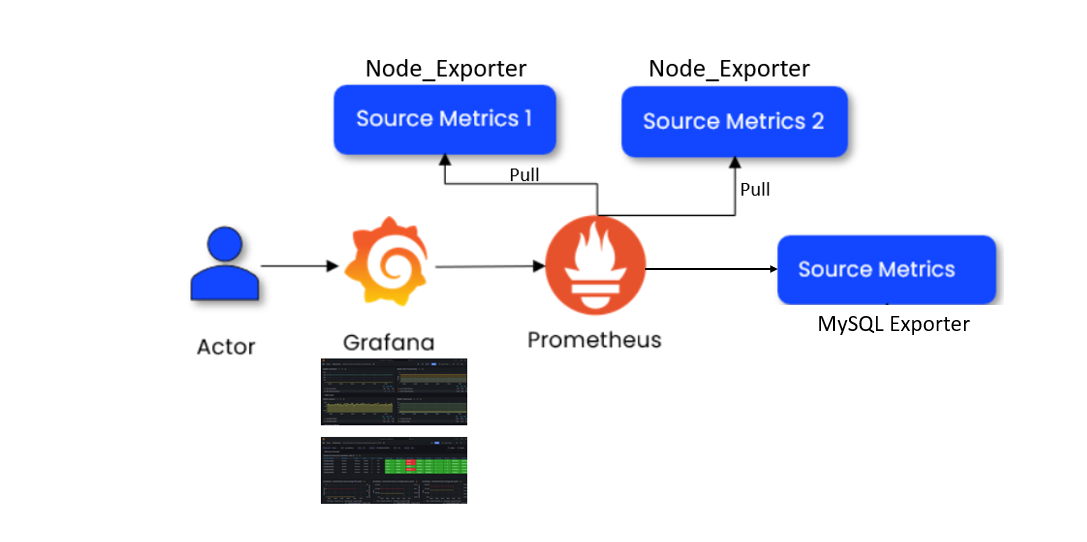 Node_Exporter
Node_Exporter
Source Metrics 1
Source Metrics 2
Pull
Pull
Source Metrics
MySQL Exporter
Actor
Grafana
Prometheus